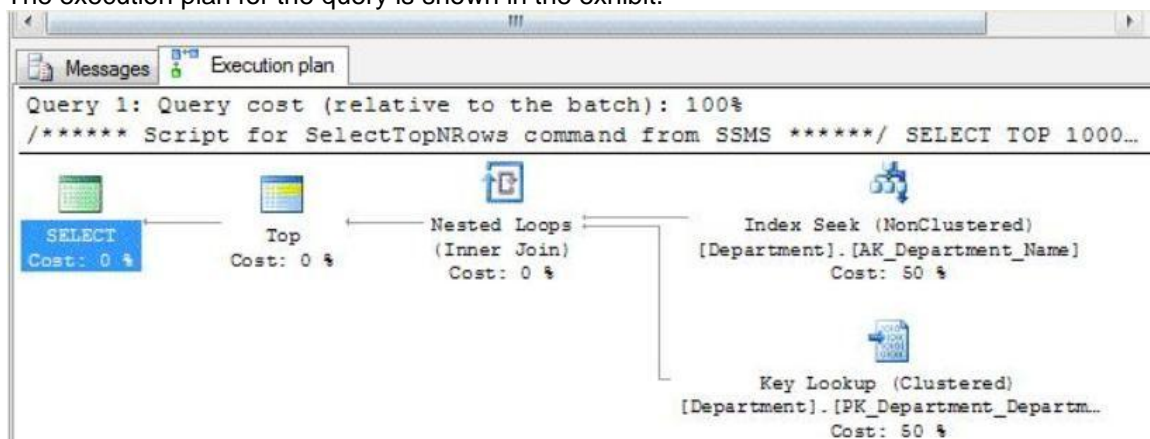 The execution plan for the query is shown in the exhibit.
Messages Execution plan
Query 1: Query cost (relative to the batch): 100%
/****** Script for SelectTopNRows command from SSMS ******/ SELECT TOP 1000…
SELECT
Cost: 0 %
Top
Cost: 0 %
Nested Loops
(Inner Join)
Cost: 0 %
Index Seek (NonClustered)
[Department].[AK_Department_Name]
Cost: 50 %
Key Lookup (Clustered)
[Department].[PK_Department_Departm…
Cost: 50 %